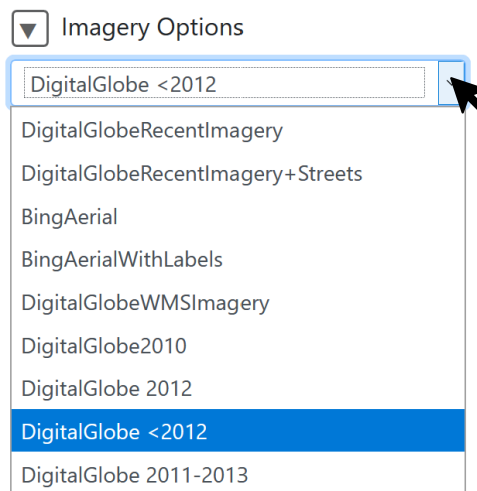 Imagery Options
DigitalGlobe <2012
DigitalGlobeRecentImagery
DigitalGlobeRecentImagery+Streets
BingAerial
BingAerialWithLabels
DigitalGlobeWMSImagery
DigitalGlobe2010
DigitalGlobe 2012
DigitalGlobe <2012
DigitalGlobe 2011-2013